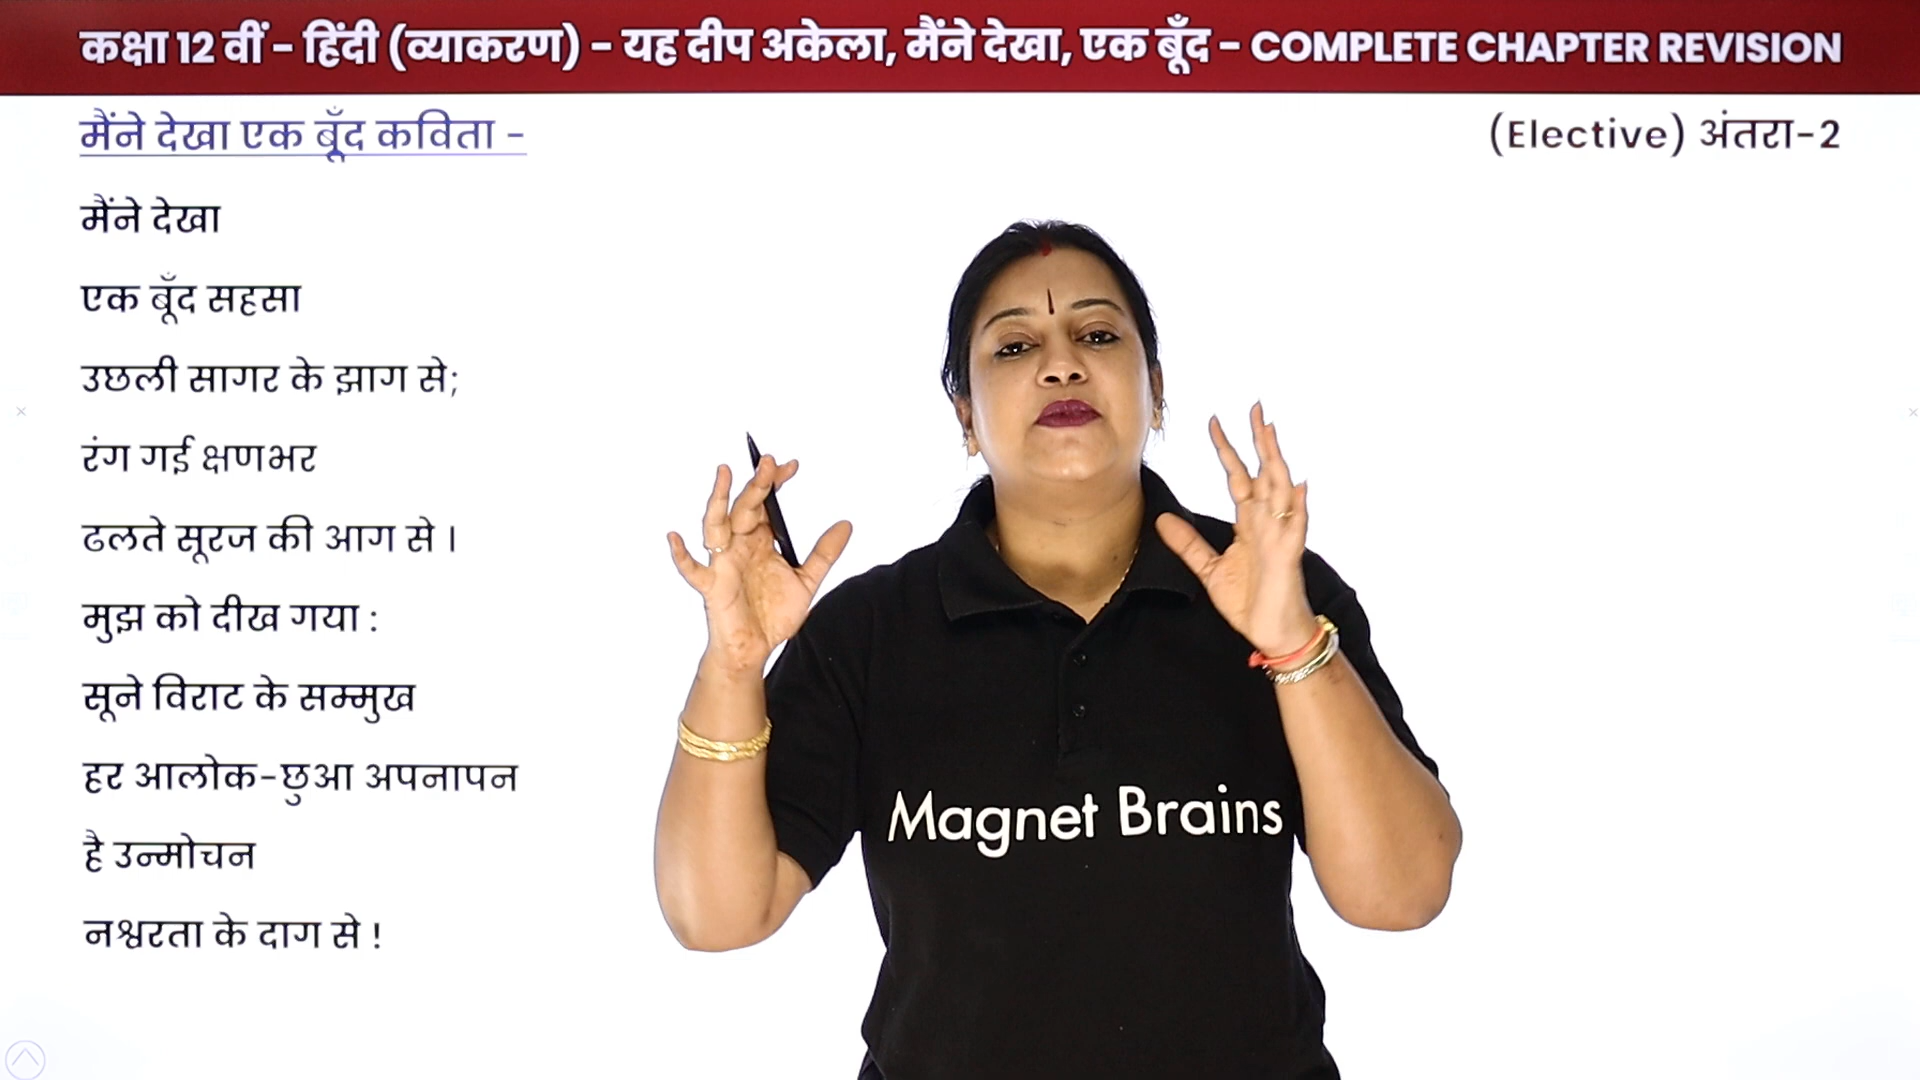 कक्षा 12 वीं - हिंदी (व्याकरण) - यह दीप अकेला, मैंने देखा, एक बूँद - COMPLETE CHAPTER REVISION
मैंने देखा एक बूँद कविता -
(Elective) अंतरा-2
मैंने देखा
एक बूँद सहसा
उछली सागर के झाग से;
रंग गई क्षणभर
ढलते सूरज की आग से ।
मुझ को दीख गया :
सूने विराट के सम्मुख
हर आलोक-छुआ अपनापन
है उन्मोचन
नश्वरता के दाग से !
Magnet Brains